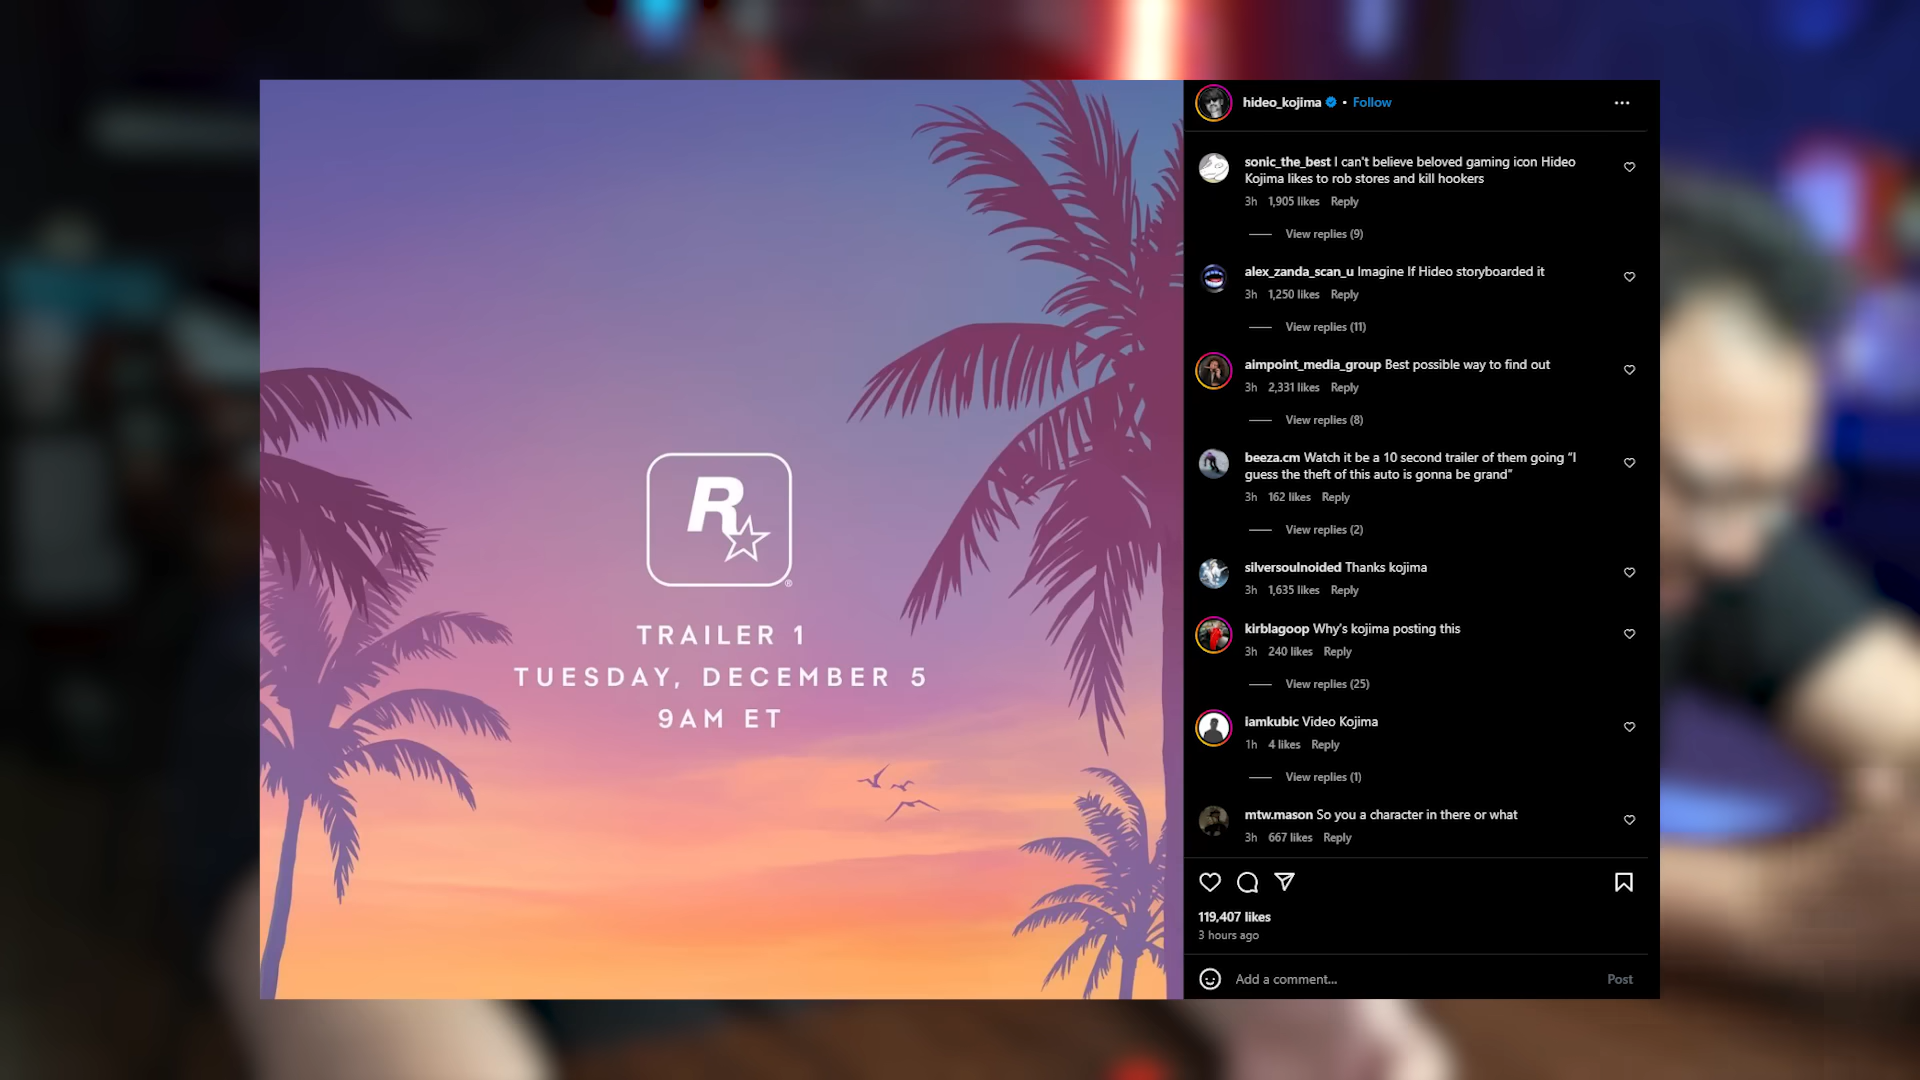 R
®
TRAILER 1
TUESDAY, DECEMBER 5
9AM ET
hideo_kojima • Follow
sonic_the_best I can't believe beloved gaming icon Hideo
Kojima likes to rob stores and kill hookers
3h 1,905 likes Reply
View replies (9)
alex_zanda_scan_u Imagine If Hideo storyboarded it
3h 1,250 likes Reply
View replies (11)
aimpoint_media_group Best possible way to find out
3h 2,331 likes Reply
View replies (8)
beeza.cm Watch it be a 10 second trailer of them going “I
guess the theft of this auto is gonna be grand”
3h 162 likes Reply
View replies (2)
silversoulnoided Thanks kojima
3h 1,635 likes Reply
kirblagoop Why’s kojima posting this
3h 240 likes Reply
View replies (25)
iamkubic Video Kojima
1h 4 likes Reply
View replies (1)
mtw.mason So you a character in there or what
3h 667 likes Reply
119,407 likes
3 hours ago
Add a comment...
Post